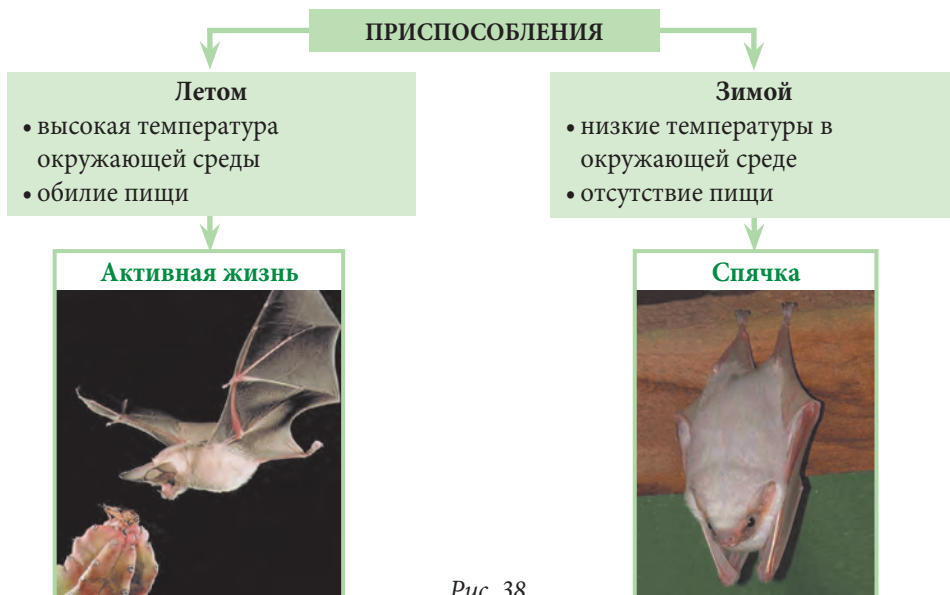 ПРИСПОСОБЛЕНИЯ
Летом
• высокая температура
окружающей среды
• обилие пищи
Зимой
• низкие температуры в
окружающей среде
• отсутствие пищи
Активная жизнь
Спячка
Рис. 38